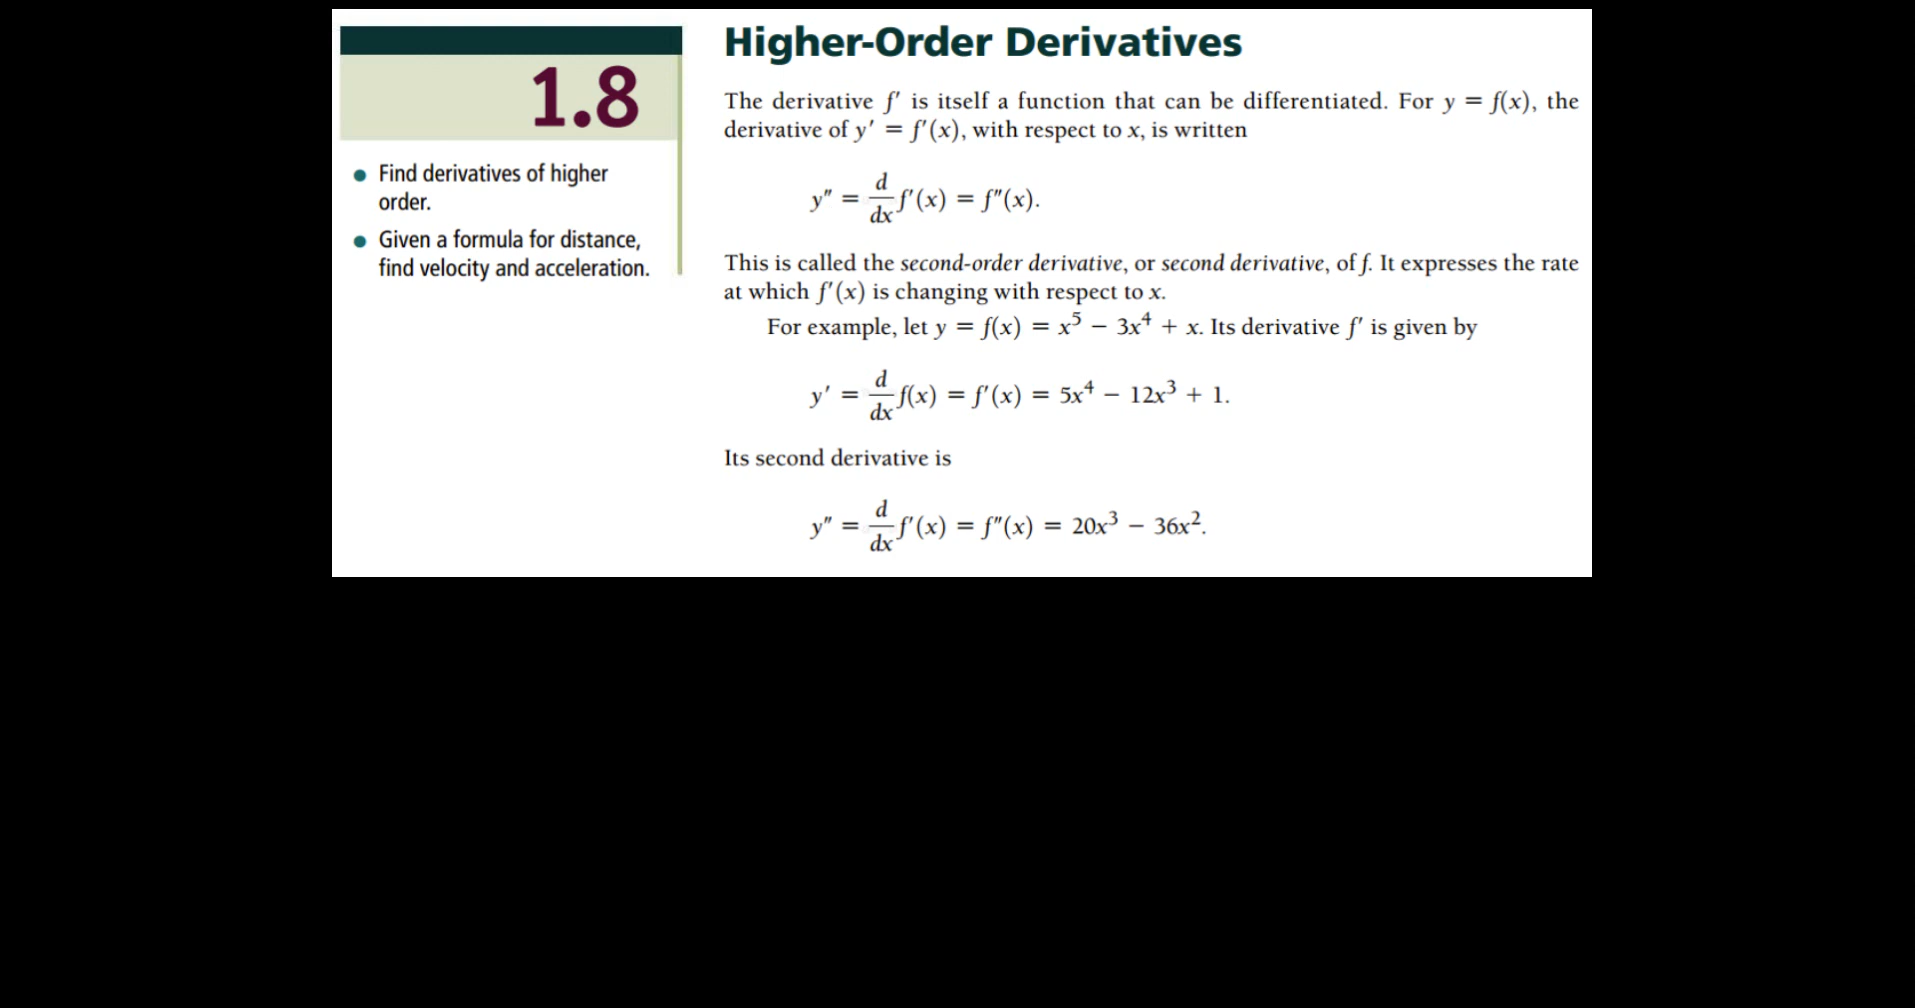 1.8
• Find derivatives of higher
order.
• Given a formula for distance,
find velocity and acceleration.
Higher-Order Derivatives
The derivative f′ is itself a function that can be differentiated. For y = f(x), the
derivative of y′ = f′(x), with respect to x, is written
y″ = d/dx f′(x) = f″(x).
This is called the second-order derivative, or second derivative, of f. It expresses the rate
at which f′(x) is changing with respect to x.
For example, let y = f(x) = x⁵ − 3x⁴ + x. Its derivative f′ is given by
y′ = d/dx f(x) = f′(x) = 5x⁴ − 12x³ + 1.
Its second derivative is
y″ = d/dx f′(x) = f″(x) = 20x³ − 36x².